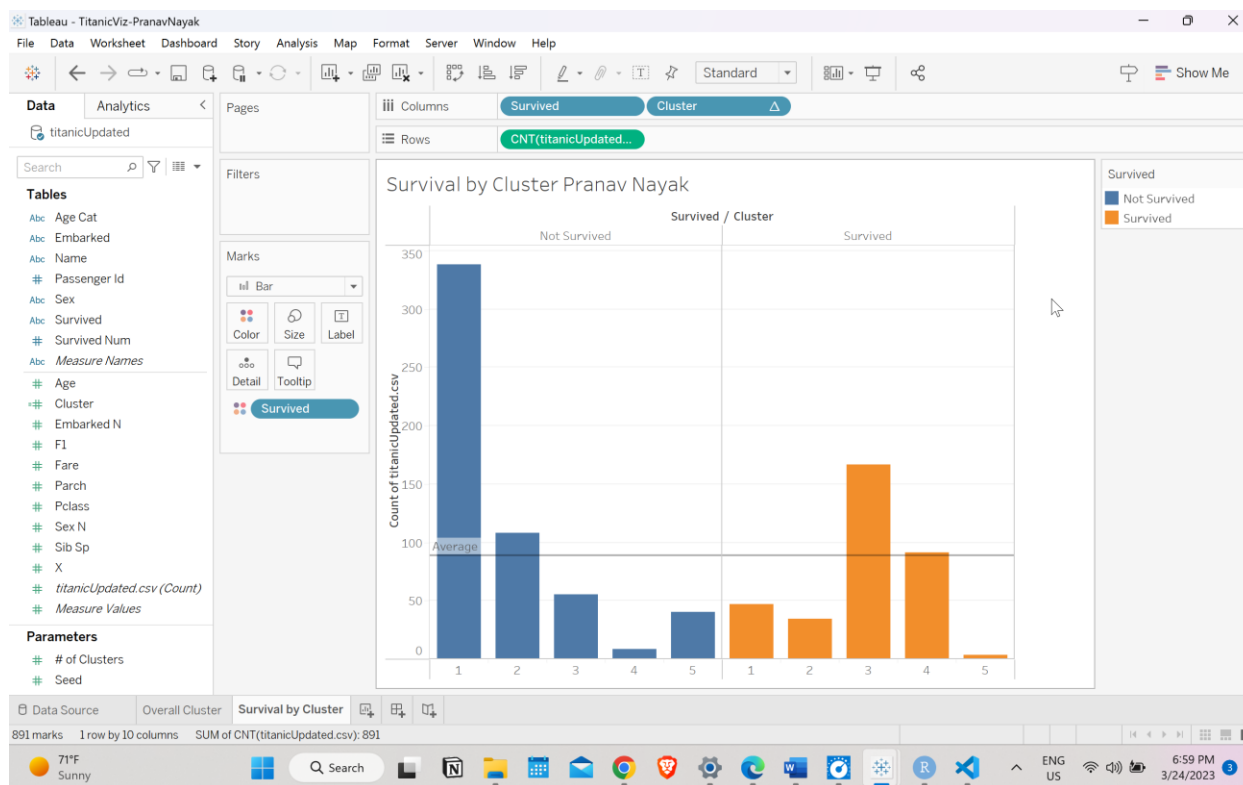 Tableau - TitanicViz-PranavNayak
File Data Worksheet Dashboard Story Analysis Map Format Server Window Help
Standard
Show Me
Data Analytics
titanicUpdated
Search
Tables
Abc Age Cat
Abc Embarked
Abc Name
# Passenger Id
Abc Sex
Abc Survived
# Survived Num
Abc Measure Names
# Age
=# Cluster
# Embarked N
# F1
# Fare
# Parch
# Pclass
# Sex N
# Sib Sp
# X
# titanicUpdated.csv (Count)
# Measure Values
Parameters
# # of Clusters
# Seed
Pages
Filters
Marks
Bar
Color Size Label
Detail Tooltip
Survived
Columns Survived Cluster Δ
Rows CNT(titanicUpdated...
Survival by Cluster Pranav Nayak
Survived / Cluster
Not Survived Survived
Count of titanicUpdated.csv
350
300
250
200
150
100
50
0
Average
1 2 3 4 5 1 2 3 4 5
Survived
Not Survived
Survived
Data Source Overall Cluster Survival by Cluster
891 marks 1 row by 10 columns SUM of CNT(titanicUpdated.csv): 891
71°F
Sunny
Search
ENG
US
6:59 PM
3/24/2023
3